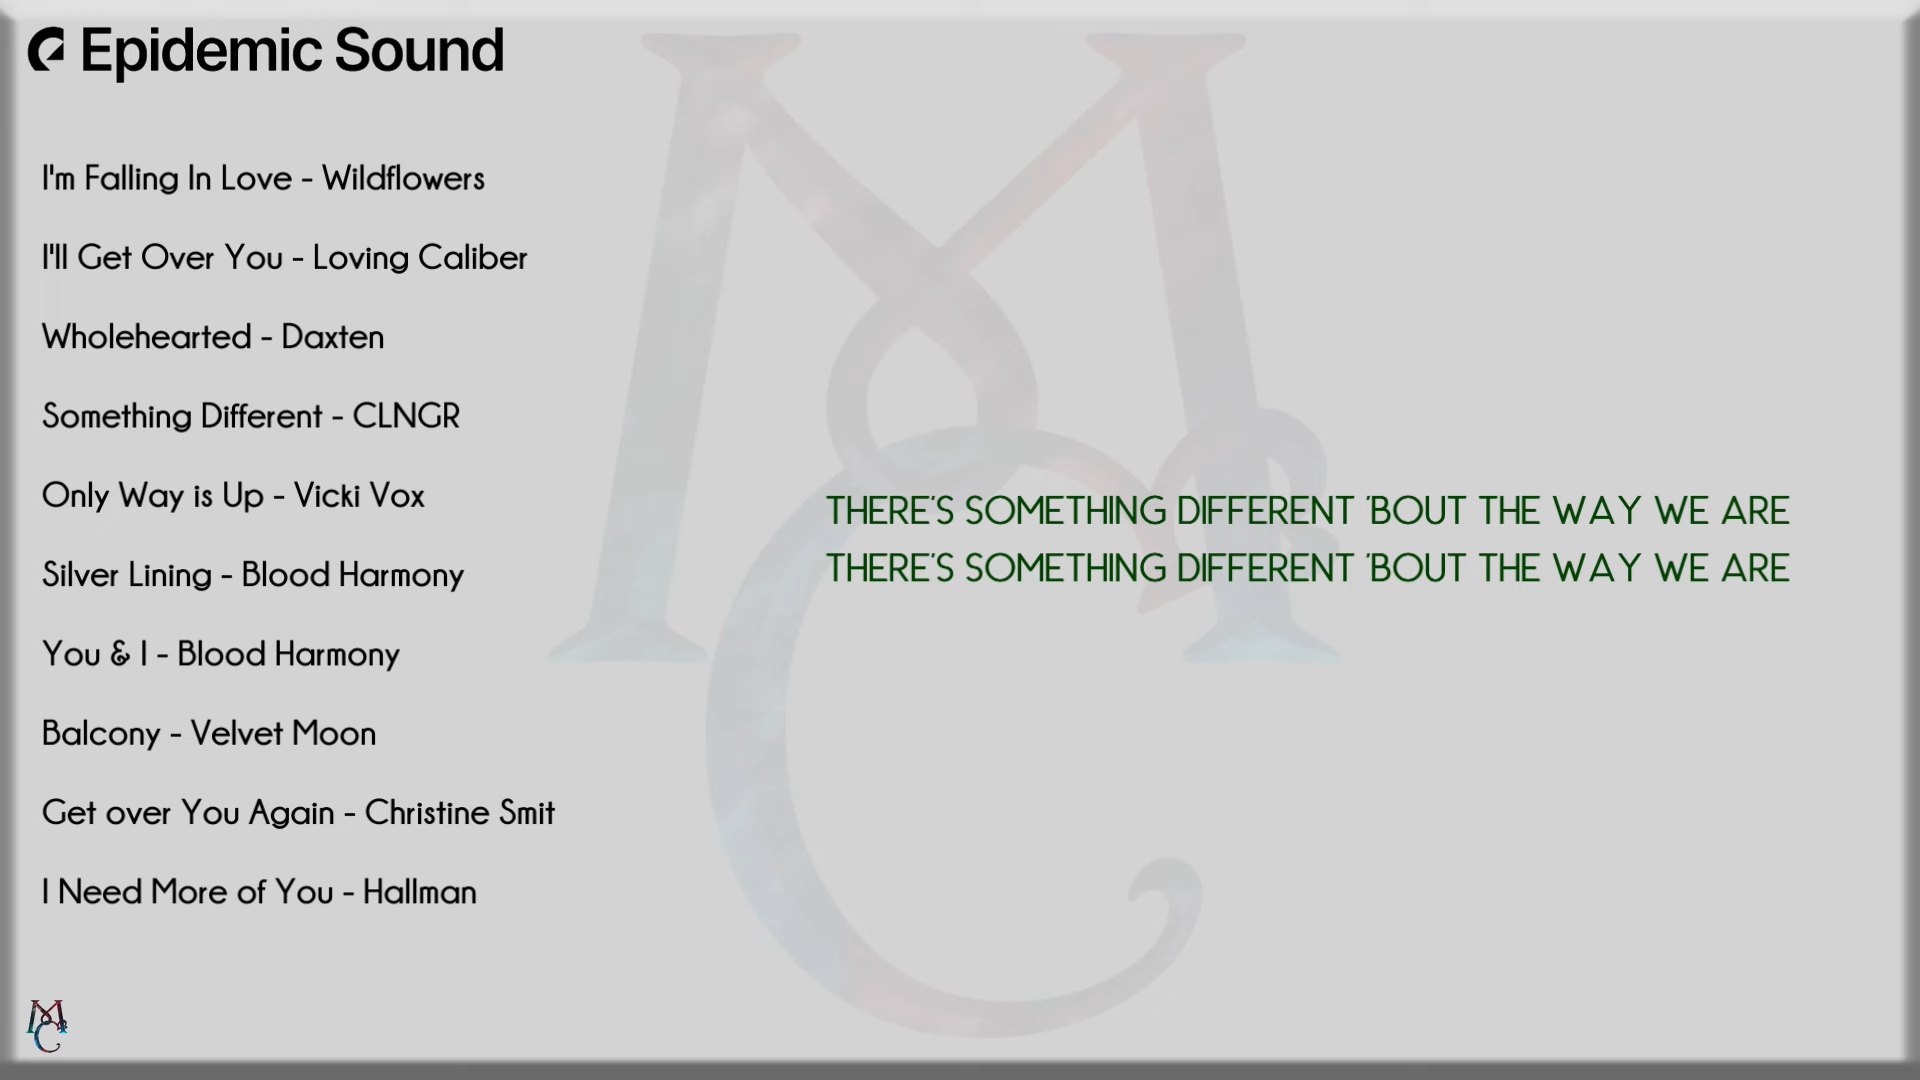 Epidemic Sound
I'm Falling In Love - Wildflowers
I'll Get Over You - Loving Caliber
Wholehearted - Daxten
Something Different - CLNGR
Only Way is Up - Vicki Vox
Silver Lining - Blood Harmony
You & I - Blood Harmony
Balcony - Velvet Moon
Get over You Again - Christine Smit
I Need More of You - Hallman
THERE'S SOMETHING DIFFERENT 'BOUT THE WAY WE ARE
THERE'S SOMETHING DIFFERENT 'BOUT THE WAY WE ARE
MC